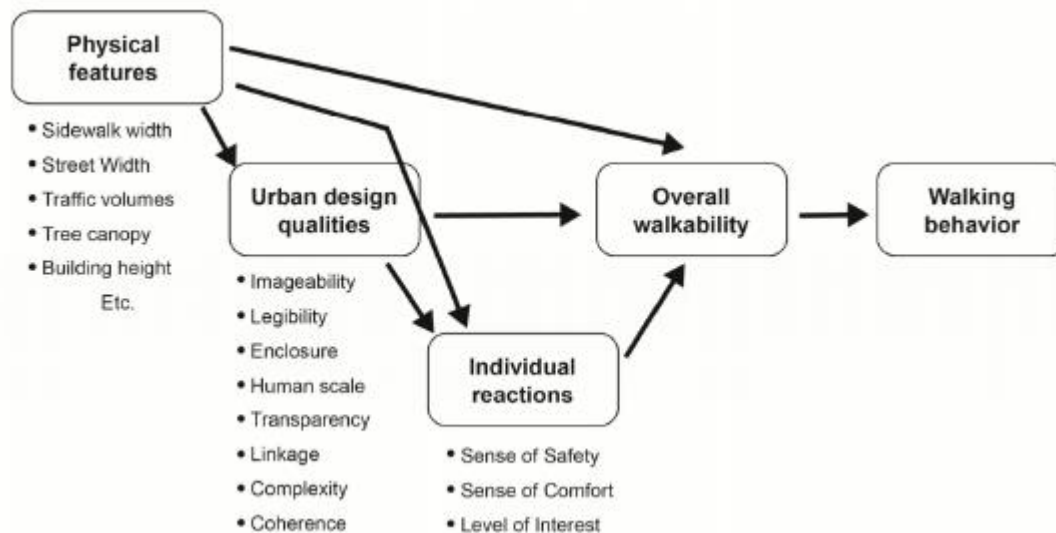 Physical
features
• Sidewalk width
• Street Width
• Traffic volumes
• Tree canopy
• Building height
Etc.
Urban design
qualities
• Imageability
• Legibility
• Enclosure
• Human scale
• Transparency
• Linkage
• Complexity
• Coherence
Individual
reactions
• Sense of Safety
• Sense of Comfort
• Level of Interest
Overall
walkability
Walking
behavior